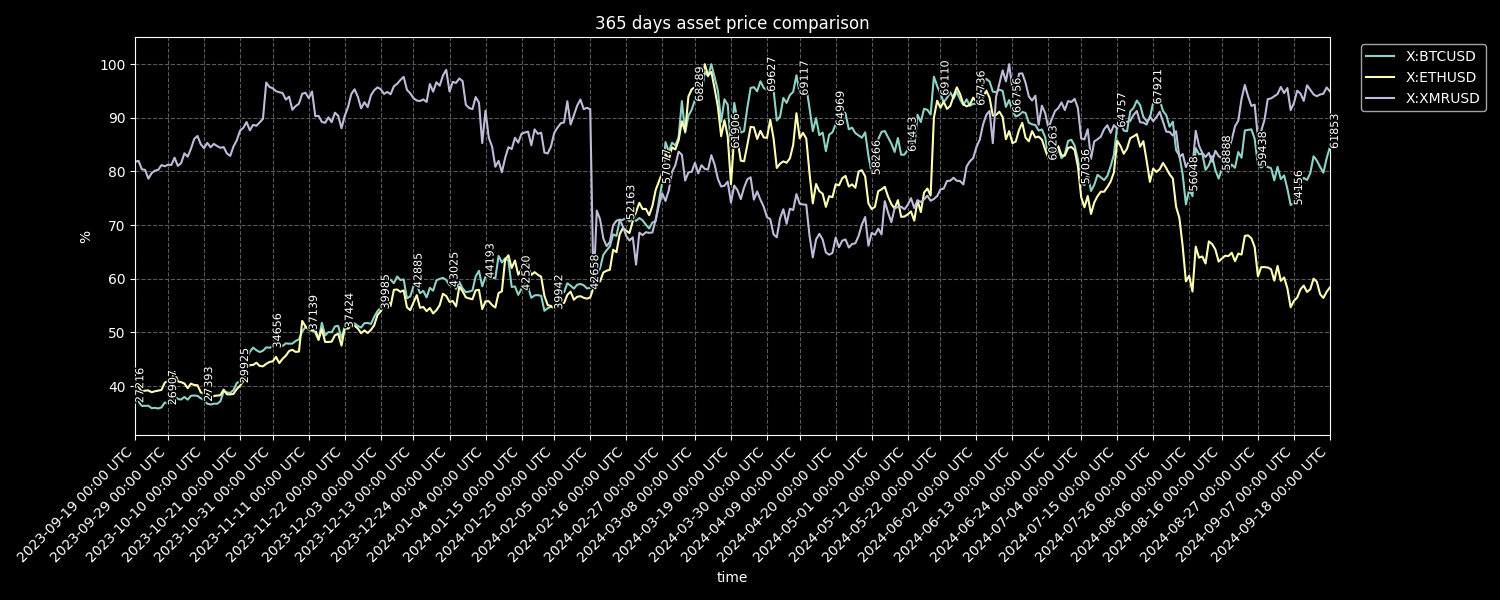 365 days asset price comparison
X:BTCUSD
X:ETHUSD
X:XMRUSD
%
100
90
80
70
60
50
40
27216
26907
27393
29925
34656
37139
37424
39985
42885
43025
44193
42520
39942
42658
52163
57077
68289
61906
69627
69117
64969
58266
61453
69110
66756
60263
57036
64757
67921
56048
58888
59438
54156
61853
2023-09-19 00:00 UTC
2023-09-29 00:00 UTC
2023-10-10 00:00 UTC
2023-10-21 00:00 UTC
2023-10-31 00:00 UTC
2023-11-11 00:00 UTC
2023-11-22 00:00 UTC
2023-12-03 00:00 UTC
2023-12-13 00:00 UTC
2023-12-24 00:00 UTC
2024-01-04 00:00 UTC
2024-01-15 00:00 UTC
2024-01-25 00:00 UTC
2024-02-05 00:00 UTC
2024-02-16 00:00 UTC
2024-02-27 00:00 UTC
2024-03-08 00:00 UTC
2024-03-19 00:00 UTC
2024-03-30 00:00 UTC
2024-04-09 00:00 UTC
2024-04-20 00:00 UTC
2024-05-01 00:00 UTC
2024-05-12 00:00 UTC
2024-05-22 00:00 UTC
2024-06-02 00:00 UTC
2024-06-13 00:00 UTC
2024-06-24 00:00 UTC
2024-07-04 00:00 UTC
2024-07-15 00:00 UTC
2024-07-26 00:00 UTC
2024-08-06 00:00 UTC
2024-08-16 00:00 UTC
2024-08-27 00:00 UTC
2024-09-07 00:00 UTC
2024-09-18 00:00 UTC
time